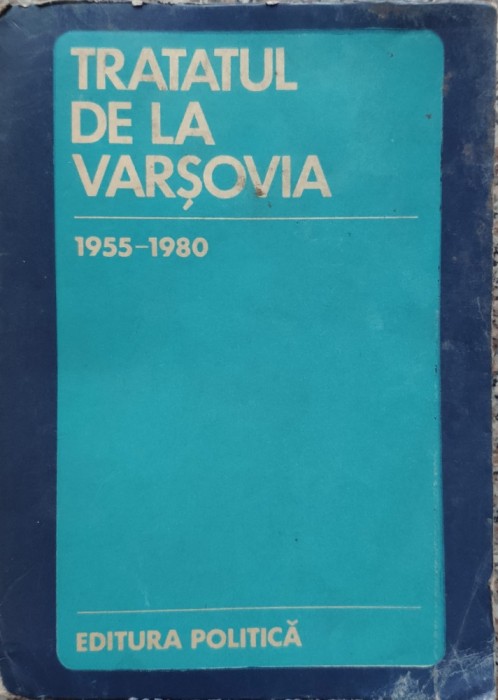 TRATATUL
DE LA
VARȘOVIA
1955-1980
EDITURA POLITICĂ